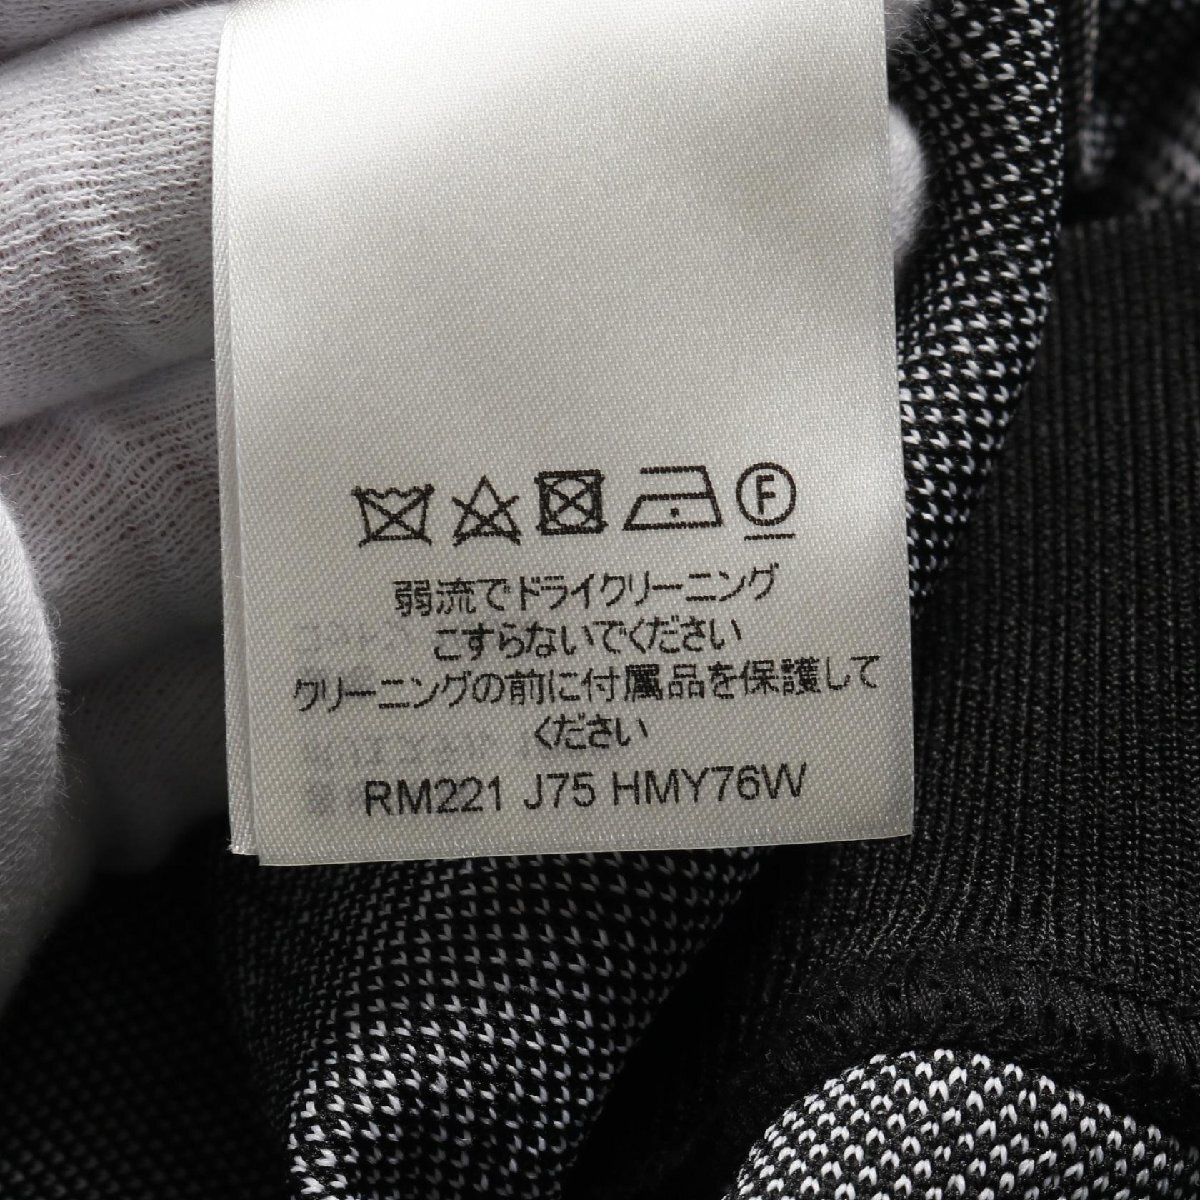 F
弱流でドライクリーニング
こすらないでください
クリーニングの前に付属品を保護して
ください
RM221 J75 HMY76W